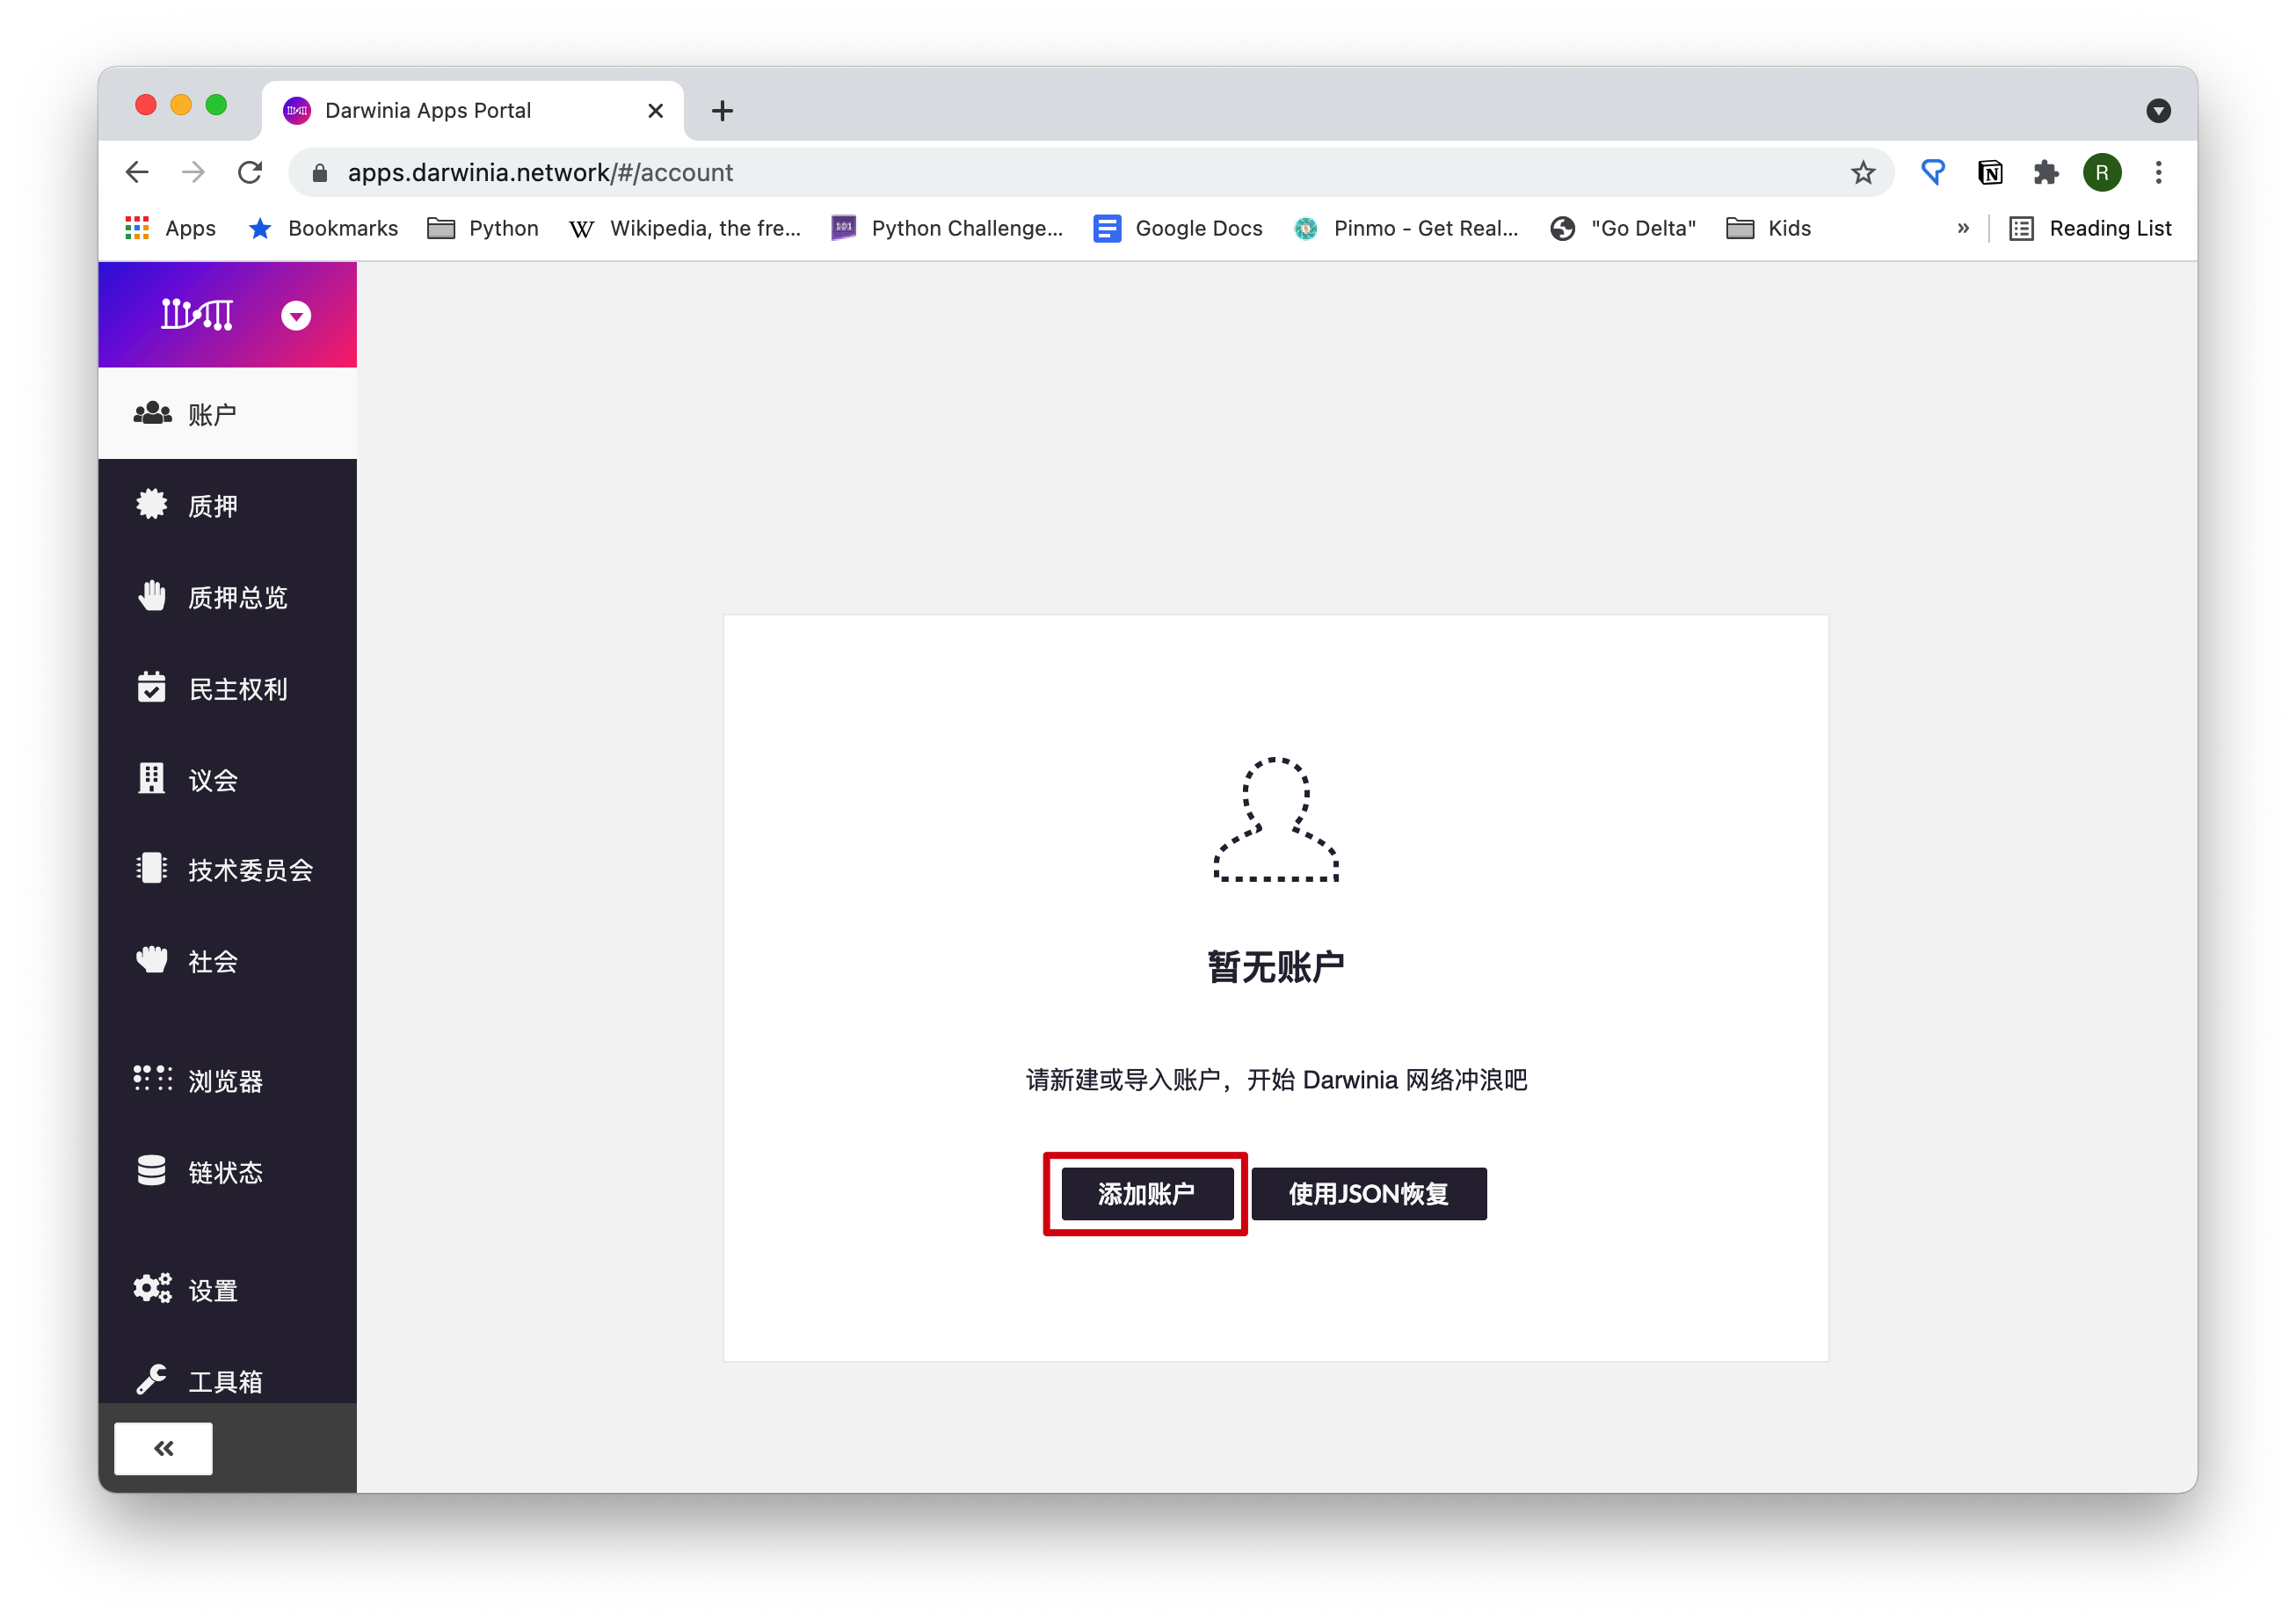 Darwinia Apps Portal
apps.darwinia.network/#/account
R
Apps
Bookmarks
Python
W
Wikipedia, the fre...
101
Python Challenge...
Google Docs
Pinmo - Get Real...
"Go Delta"
Kids
»
Reading List
账户
质押
质押总览
民主权利
议会
技术委员会
社会
浏览器
链状态
设置
工具箱
暂无账户
请新建或导入账户，开始 Darwinia 网络冲浪吧
添加账户
使用JSON恢复